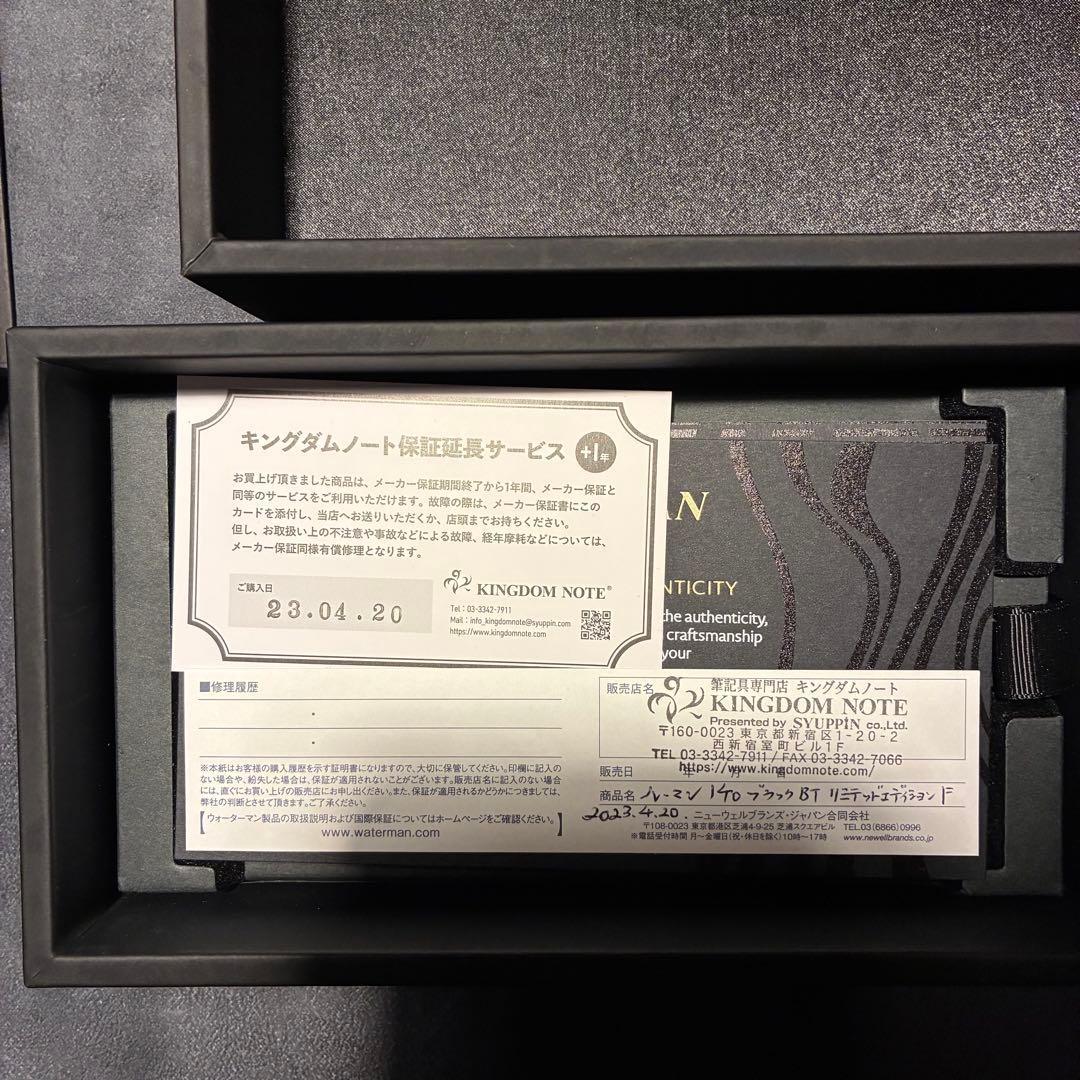 キングダムノート保証延長サービス +1年
お買上げ頂きました商品は、メーカー保証期間終了から1年間、メーカー保証と
同等のサービスをご利用いただけます。故障の際は、メーカー保証書にこの
カードを添付し、当店へお送りいただくか、店頭までお持ちください。
但し、お取扱い上の不注意や事故などによる故障、経年摩耗などについては、
メーカー保証同様有償修理となります。
ご購入日
23.04.20
KINGDOM NOTE®
Tel : 03-3342-7911
Mail : info_kingdomnote@syuppin.com
https://www.kingdomnote.com
AN
NTICITY
the authenticity,
craftsmanship
your
■修理履歴
※本紙はお客様の購入履歴を示す証明書になりますので、大切に保管してください。印欄に記入の
ない場合や、紛失した場合は、保証が適用されないことがございます。販売店名に記入がない場合
には、直ぐにお買い上げの販売店にお申し出ください。また、保証が適用されるかどうかにつきましては、
弊社の判断とさせて頂きます。ご了承ください。
【ウォーターマン製品の取扱説明および国際保証についてはホームページをご確認ください。】
www.waterman.com
販売店名
筆記具専門店 キングダムノート
KINGDOM NOTE
Presented by SYUPPIN co.,Ltd.
〒160-0023 東京都新宿区1-20-2
西新宿室町ビル1F
TEL 03-3342-7911 / FAX 03-3342-7066
https://www.kingdomnote.com/
販売日 年 月 日
商品名 ブラック BT リミテッドエディション F
2023.4.20. ニューウェルブランズ・ジャパン合同会社
〒108-0023 東京都港区芝浦4-9-25 芝浦スクエアビル TEL.03(6866)0996
※電話受付時間 月〜金曜日(祝・休日を除く)10時〜17時 www.newellbrands.co.jp